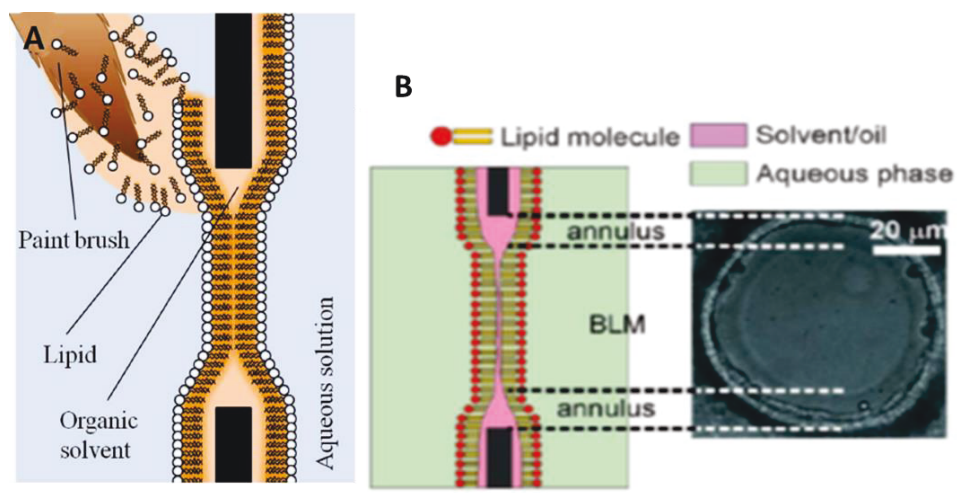 A
Paint brush
Lipid
Organic
solvent
Aqueous solution
B
Lipid molecule
Solvent/oil
Aqueous phase
annulus
20 μm
BLM
annulus